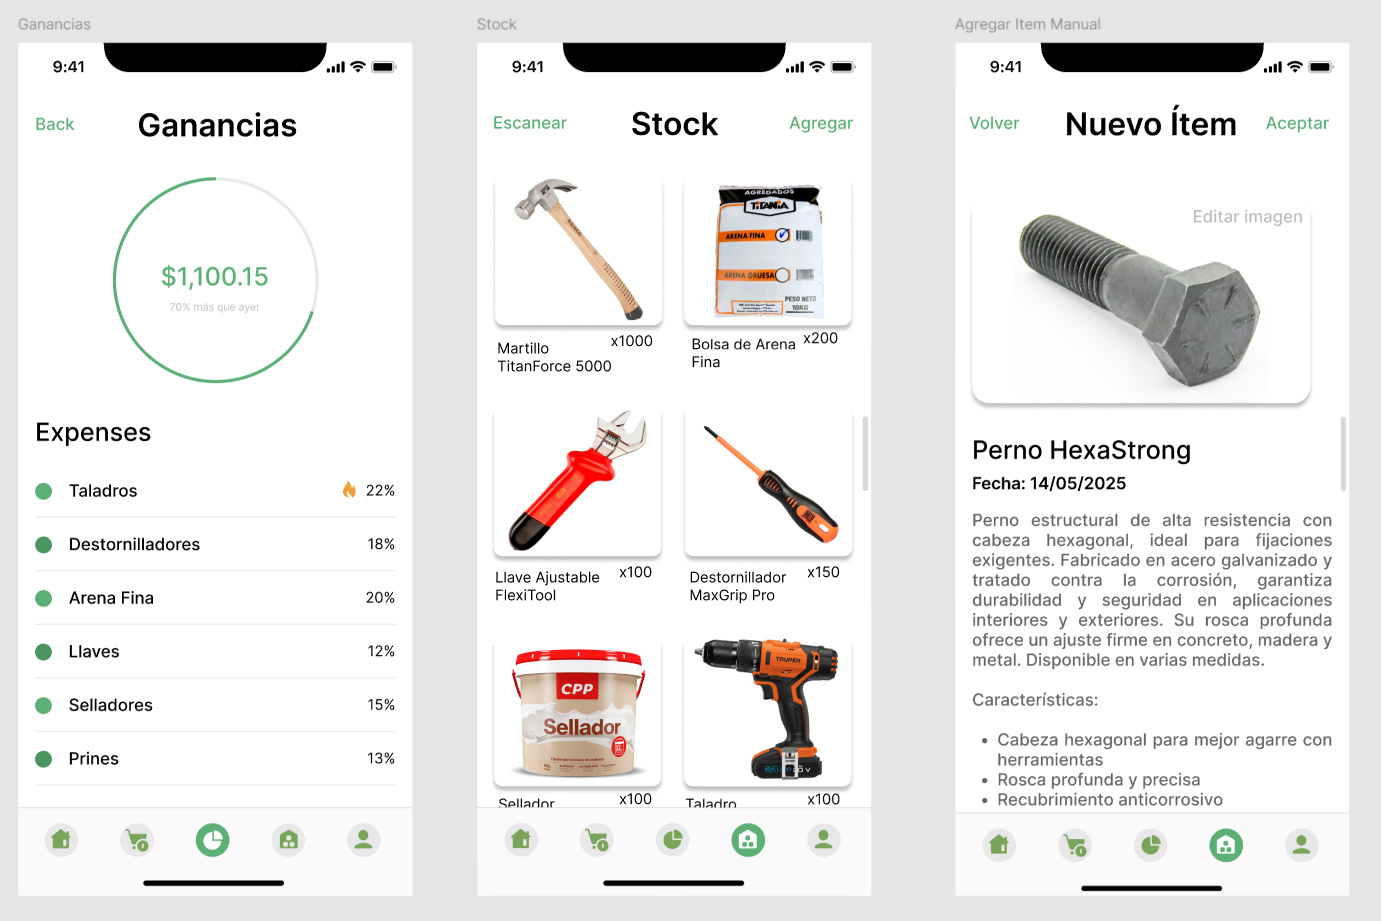 Ganancias
9:41
Back
Ganancias
$1,100.15
70% más que ayer
Expenses
Taladros 22%
Destornilladores 18%
Arena Fina 20%
Llaves 12%
Selladores 15%
Prines 13%
Stock
9:41
Escanear
Stock
Agregar
AGREGADOS
TITANIA
ARENA FINA
ARENA GRUESA
PESO NETO
10KG
Martillo
TitanForce 5000
x1000
Bolsa de Arena
Fina
x200
Llave Ajustable
FlexiTool
x100
Destornillador
MaxGrip Pro
x150
CPP
Sellador
TRUPER
20 V
Sellador
x100
Taladro
x100
Agregar Item Manual
9:41
Volver
Nuevo Ítem
Aceptar
Editar imagen
Perno HexaStrong
Fecha: 14/05/2025
Perno estructural de alta resistencia con
cabeza hexagonal, ideal para fijaciones
exigentes. Fabricado en acero galvanizado y
tratado contra la corrosión, garantiza
durabilidad y seguridad en aplicaciones
interiores y exteriores. Su rosca profunda
ofrece un ajuste firme en concreto, madera y
metal. Disponible en varias medidas.
Características:
• Cabeza hexagonal para mejor agarre con
herramientas
• Rosca profunda y precisa
• Recubrimiento anticorrosivo